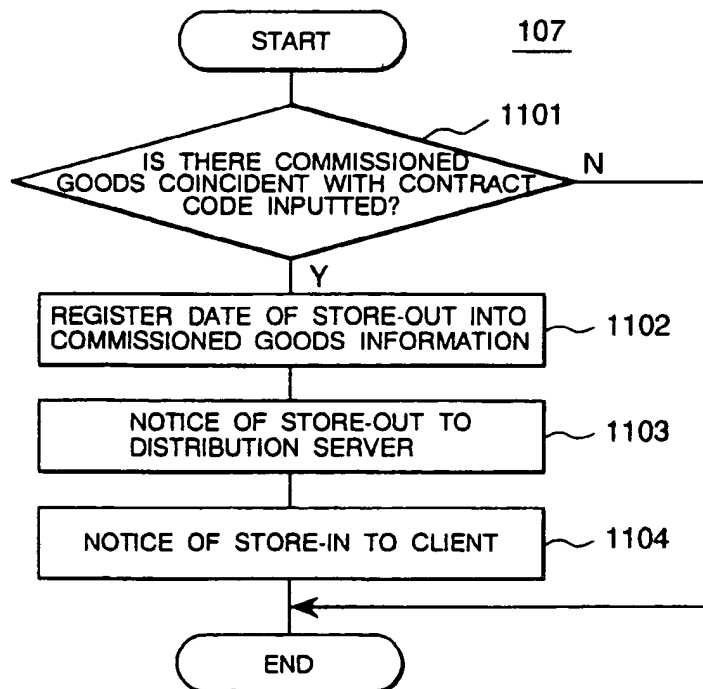 START
107
1101
IS THERE COMMISSIONED
GOODS COINCIDENT WITH CONTRACT
CODE INPUTTED?
N
Y
REGISTER DATE OF STORE-OUT INTO
COMMISSIONED GOODS INFORMATION
1102
NOTICE OF STORE-OUT TO
DISTRIBUTION SERVER
1103
NOTICE OF STORE-IN TO CLIENT
1104
END